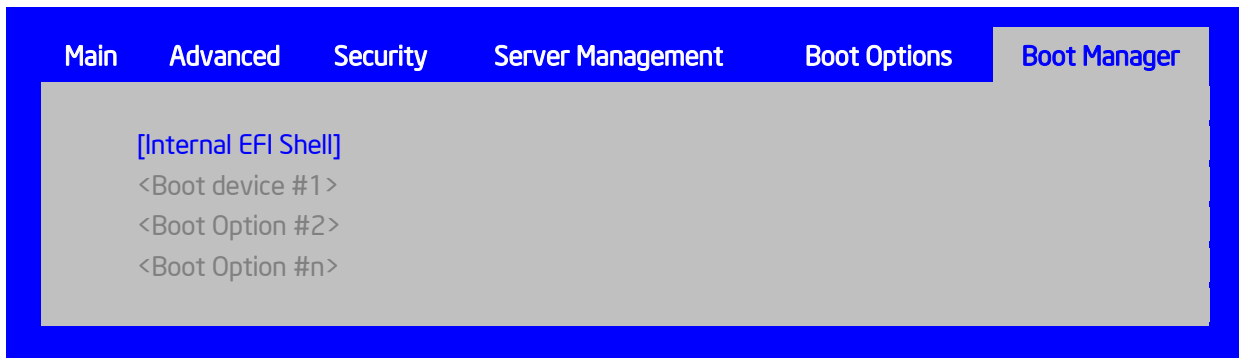 Main Advanced Security Server Management Boot Options Boot Manager
[Internal EFI Shell]
<Boot device #1>
<Boot Option #2>
<Boot Option #n>